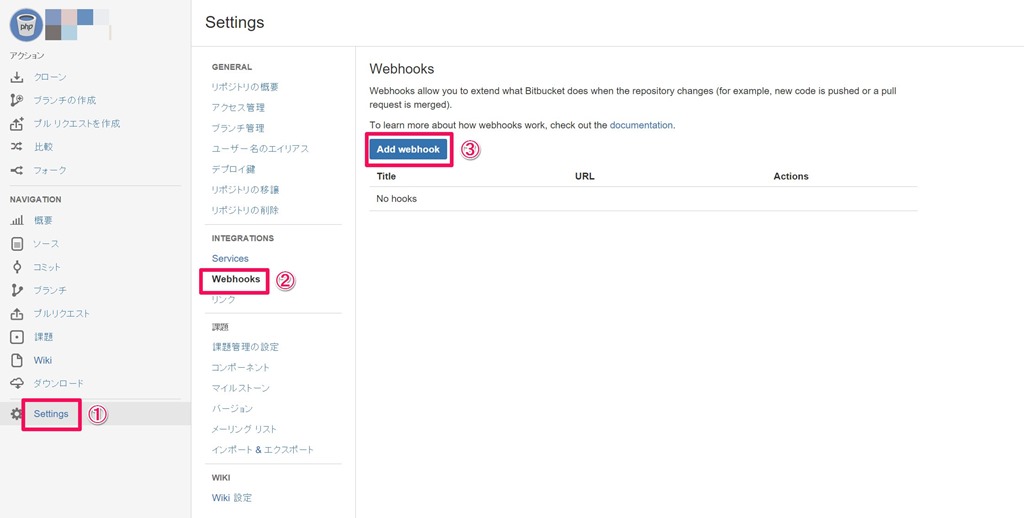 php
アクション
クローン
ブランチの作成
プル リクエストを作成
比較
フォーク
NAVIGATION
概要
ソース
コミット
ブランチ
プルリクエスト
課題
Wiki
ダウンロード
Settings
①
Settings
GENERAL
リポジトリの概要
アクセス管理
ブランチ管理
ユーザー名のエイリアス
デプロイ鍵
リポジトリの移譲
リポジトリの削除
INTEGRATIONS
Services
Webhooks
②
リンク
課題
課題管理の設定
コンポーネント
マイルストーン
バージョン
メーリング リスト
インポート & エクスポート
WIKI
Wiki 設定
Webhooks
Webhooks allow you to extend what Bitbucket does when the repository changes (for example, new code is pushed or a pull
request is merged).
To learn more about how webhooks work, check out the documentation.
Add webhook
③
Title URL Actions
No hooks